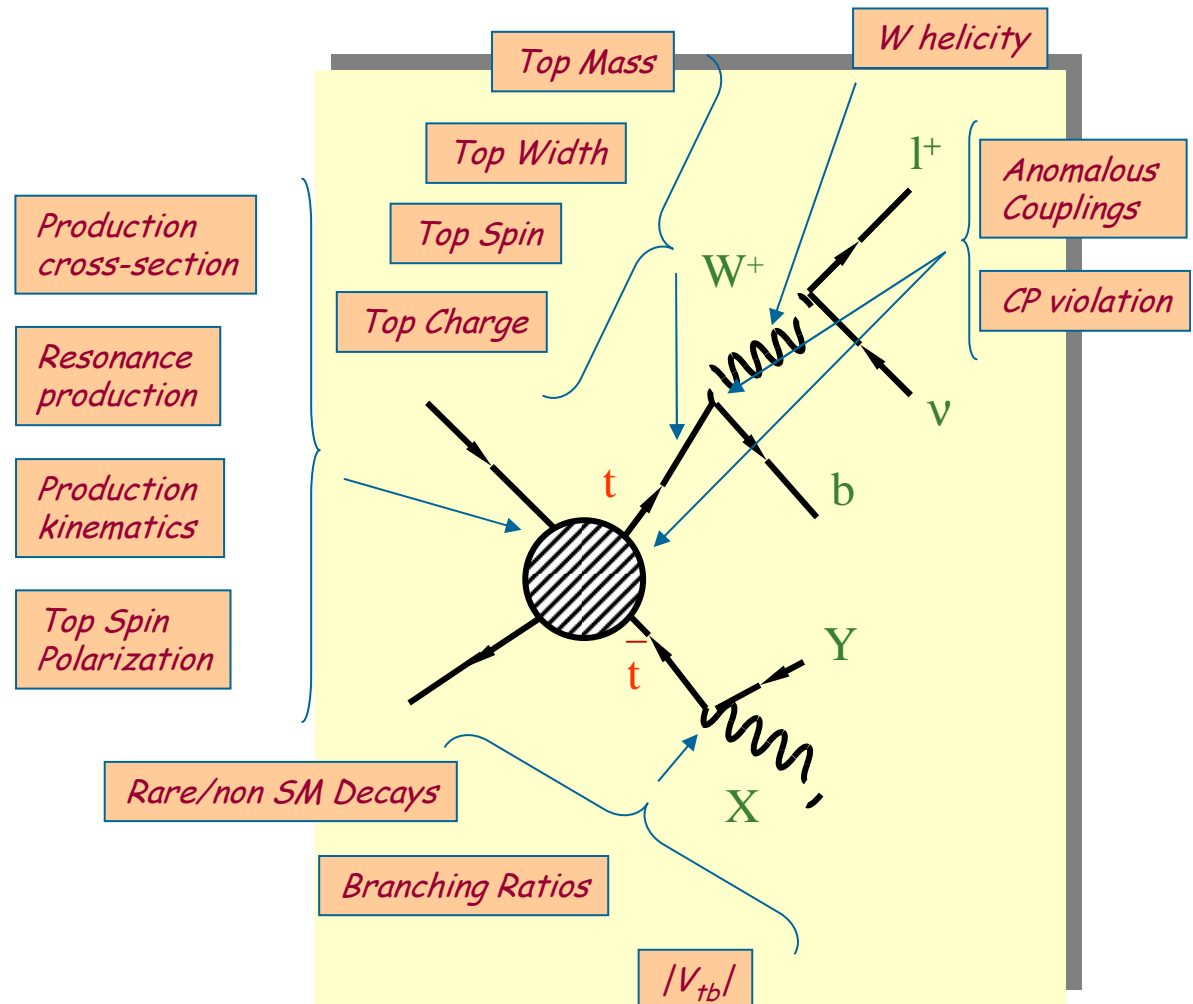 Top Mass
W helicity
Top Width
l⁺
Anomalous
Couplings
Production
cross-section
Top Spin
W⁺
CP violation
Top Charge
Resonance
production
ν
Production
kinematics
t
b
Top Spin
Polarization
t̄
Y
Rare/non SM Decays
X
Branching Ratios
|V_tb|